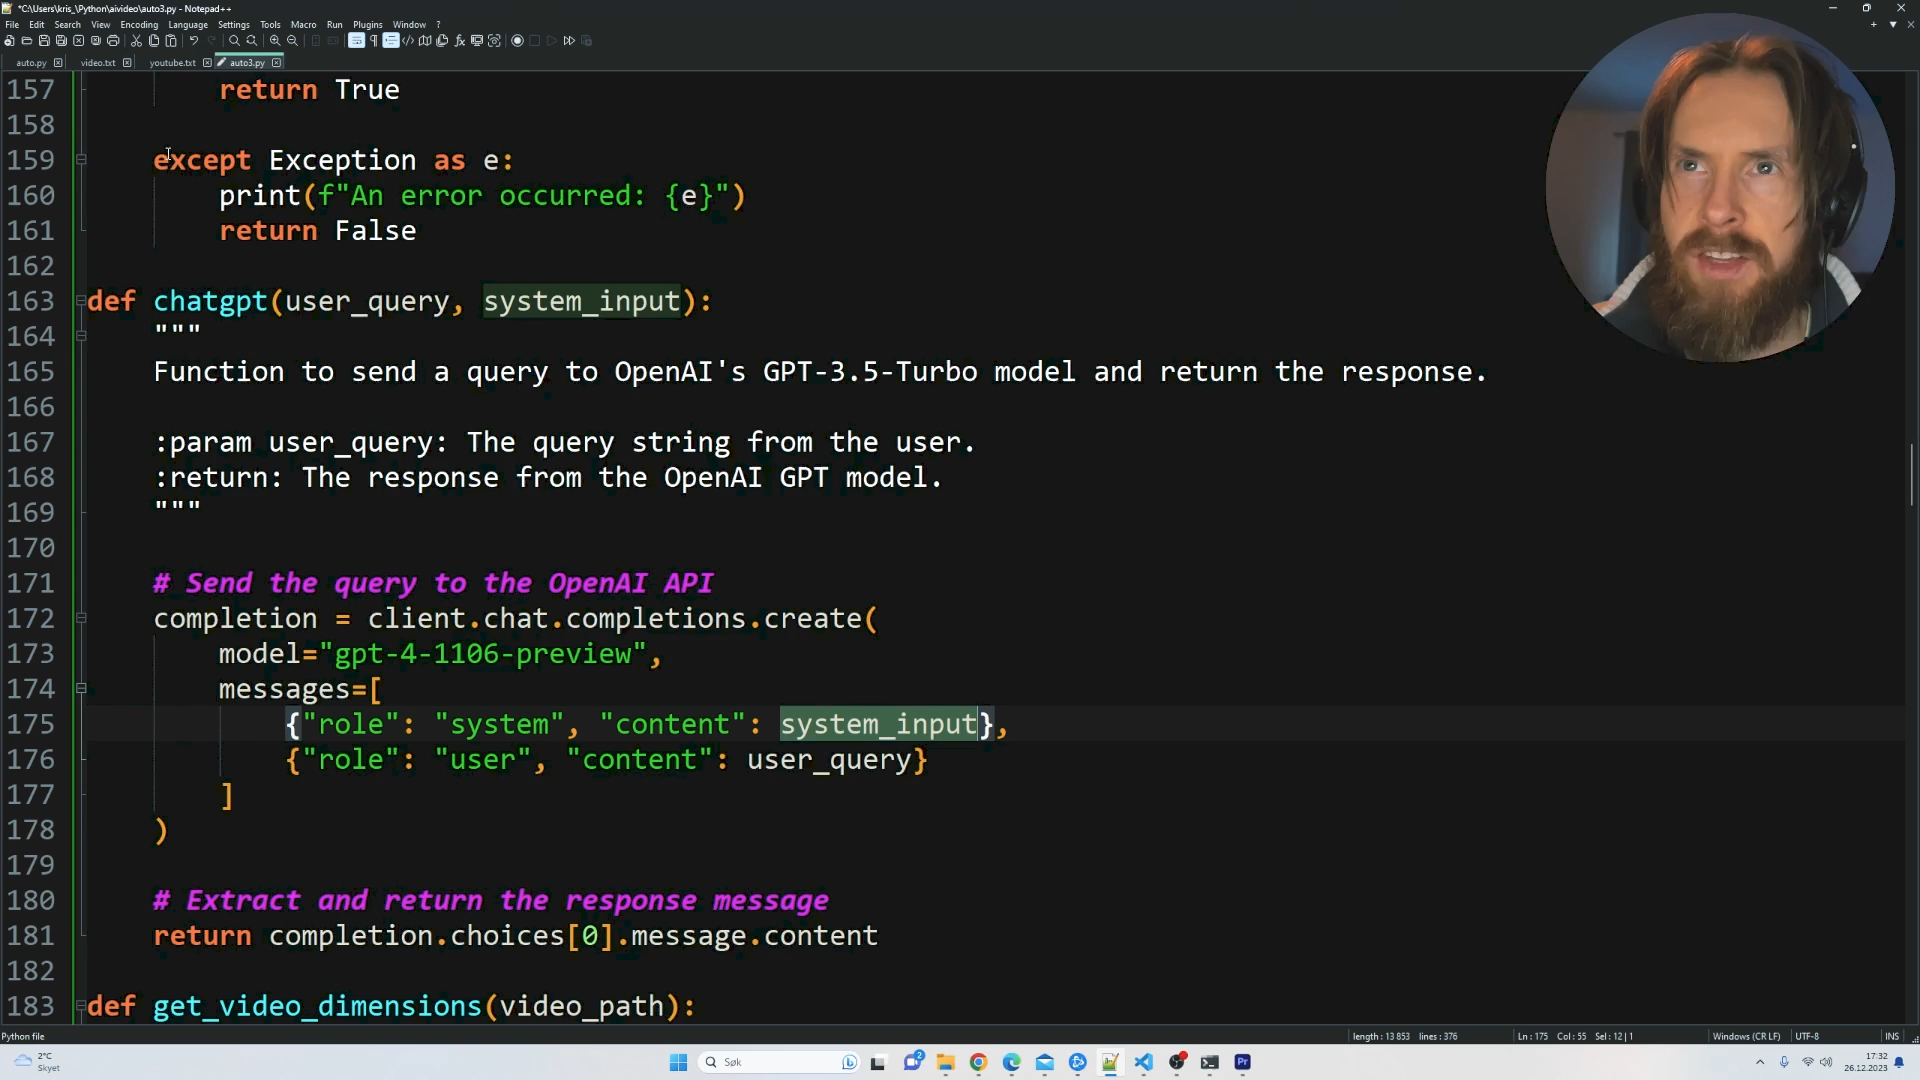 *C:\Users\kris_\Python\aivideo\auto3.py - Notepad++
File Edit Search View Encoding Language Settings Tools Macro Run Plugins Window ?
auto.py video.txt youtube.txt auto3.py
157 return True
158
159 except Exception as e:
160 print(f"An error occurred: {e}")
161 return False
162
163 def chatgpt(user_query, system_input):
164 """
165 Function to send a query to OpenAI's GPT-3.5-Turbo model and return the response.
166
167 :param user_query: The query string from the user.
168 :return: The response from the OpenAI GPT model.
169 """
170
171 # Send the query to the OpenAI API
172 completion = client.chat.completions.create(
173 model="gpt-4-1106-preview",
174 messages=[
175 {"role": "system", "content": system_input},
176 {"role": "user", "content": user_query}
177 ]
178 )
179
180 # Extract and return the response message
181 return completion.choices[0].message.content
182
183 def get_video_dimensions(video_path):
Python file length : 13 853 lines : 376 Ln : 175 Col : 55 Sel : 12 | 1 Windows (CR LF) UTF-8 INS
2°C
Skyet
Søk
2
Pr
17:32
26.12.2023